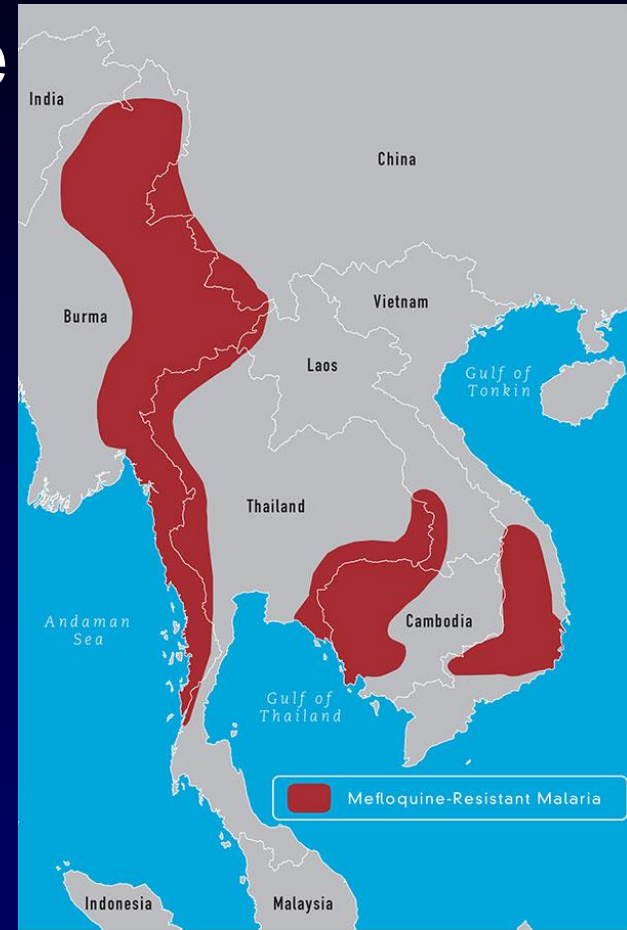 India
China
Burma
Vietnam
Laos
Gulf of
Tonkin
Thailand
Andaman
Sea
Cambodia
Gulf of
Thailand
Mefloquine-Resistant Malaria
Indonesia
Malaysia